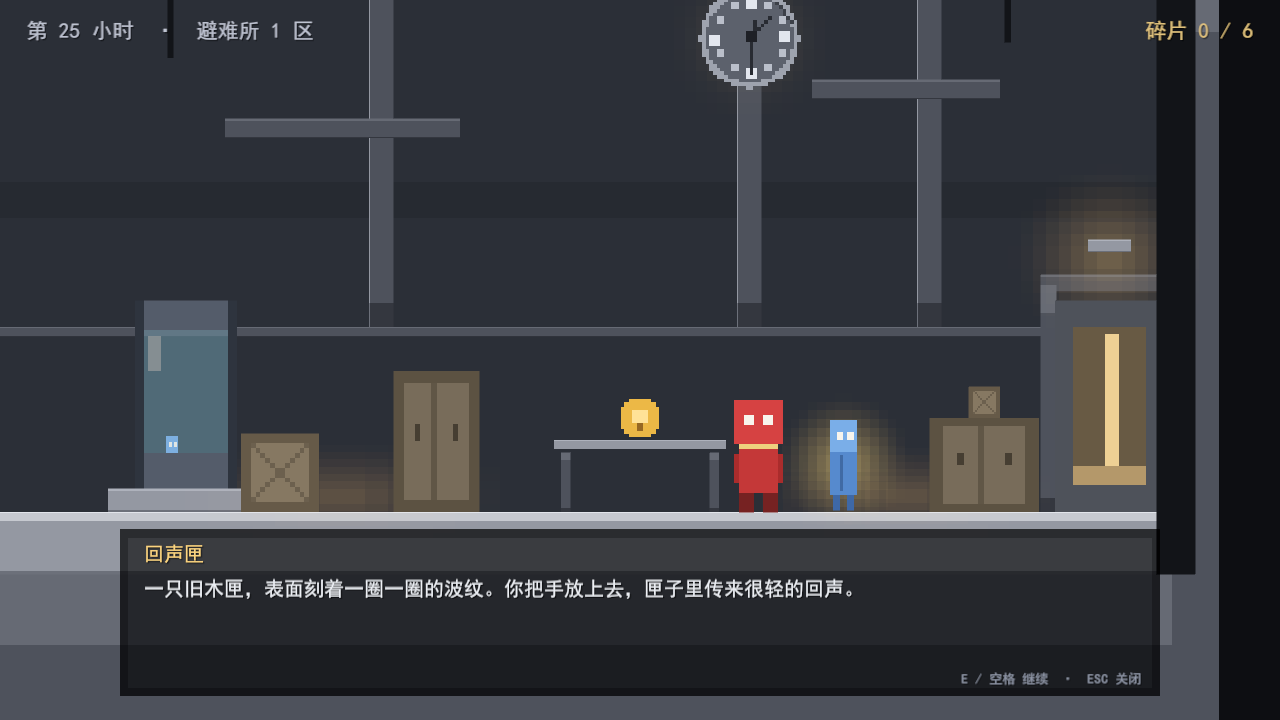 第 25 小时 · 避难所 1 区
碎片 0 / 6
回声匣
一只旧木匣，表面刻着一圈一圈的波纹。你把手放上去，匣子里传来很轻的回声。
E / 空格 继续 · ESC 关闭